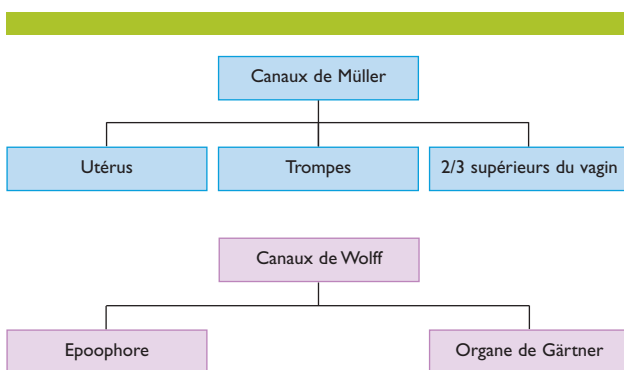 Canaux de Müller
Utérus
Trompes
2/3 supérieurs du vagin
Canaux de Wolff
Epoophore
Organe de Gärtner